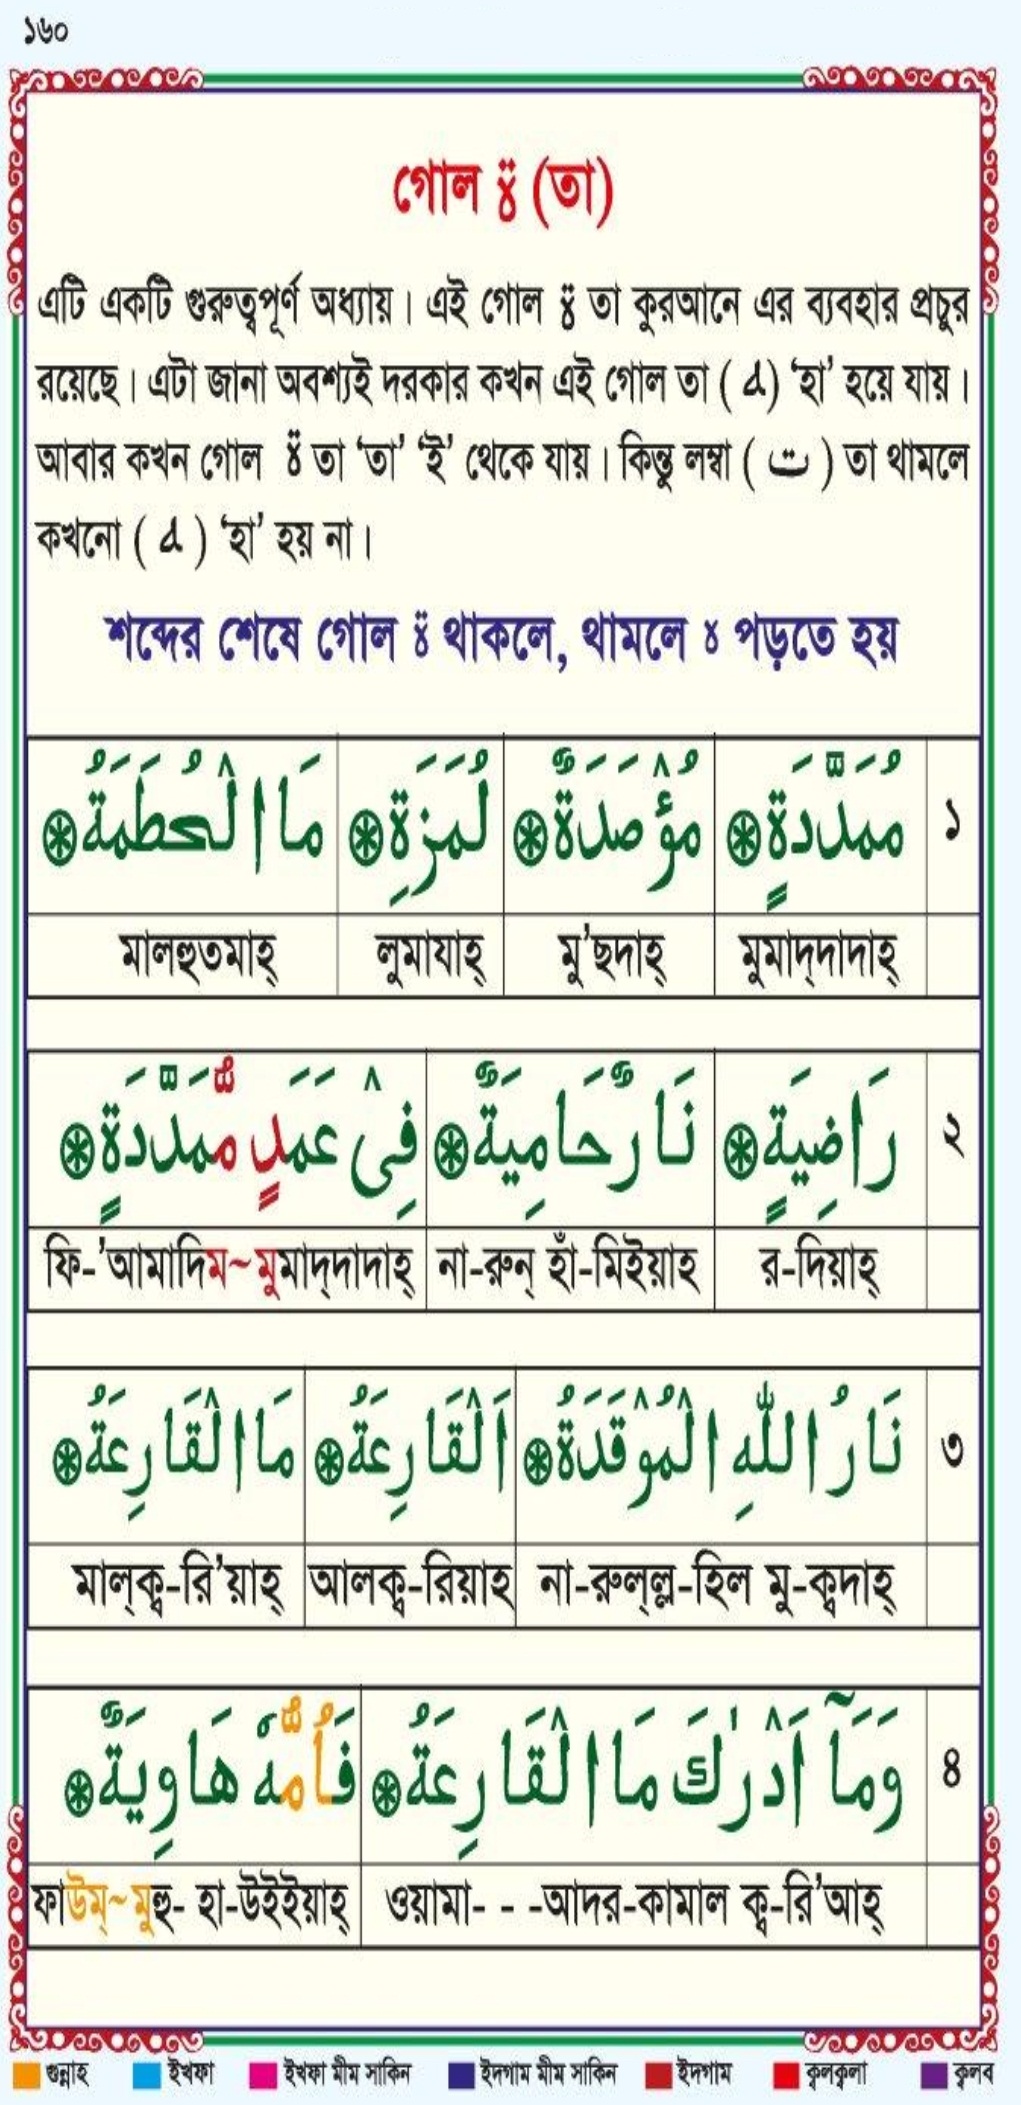 ১৬০
গোল ة (তা)
এটি একটি গুরুত্বপূর্ণ অধ্যায়। এই গোল ة তা কুরআনে এর ব্যবহার প্রচুর
রয়েছে। এটা জানা অবশ্যই দরকার কখন এই গোল তা ( ه ) ‘হা’ হয়ে যায়।
আবার কখন গোল ة তা ‘তা’ ‘ই’ থেকে যায়। কিন্তু লম্বা ( ت ) তা থামলে
কখনো ( ه ) ‘হা’ হয় না।
শব্দের শেষে গোল ة থাকলে, থামলে ه পড়তে হয়
১ مُمَدَّدَةٍ۞ مُؤْصَدَةٌ۞ لُمَزَةِ۞ مَا الْحُطَمَةُ۞
মুমাদ্দাদাহ্ মু’ছদাহ্ লুমাযাহ্ মালহুতমাহ্
২ رَاضِيَةٍ۞ نَارٌ حَامِيَةٌ۞ فِىْ عَمَدٍ مُّمَدَّدَةٍ۞
র-দিয়াহ্ না-রুন্ হাঁ-মিইয়াহ ফি-’আমাদিম~মুমাদ্দাদাহ্
৩ نَارُ اللّٰهِ الْمُوْقَدَةُ۞ اَلْقَارِعَةُ۞ مَا الْقَارِعَةُ۞
না-রুল্ল্ল-হিল মু-ক্বদাহ্ আলক্ব-রিয়াহ মাল্ক্ব-রি’য়াহ্
৪ وَمَآ اَدْرٰكَ مَا الْقَارِعَةُ۞ فَاُمُّهٗ هَاوِيَةٌ۞
ওয়ামা- - -আদর-কামাল ক্ব-রি’আহ্ ফাউম্~মুহু- হা-উইইয়াহ্
গুন্নাহ ইখফা ইখফা মীম সাকিন ইদগাম মীম সাকিন ইদগাম ক্বলক্বলা ক্বলব